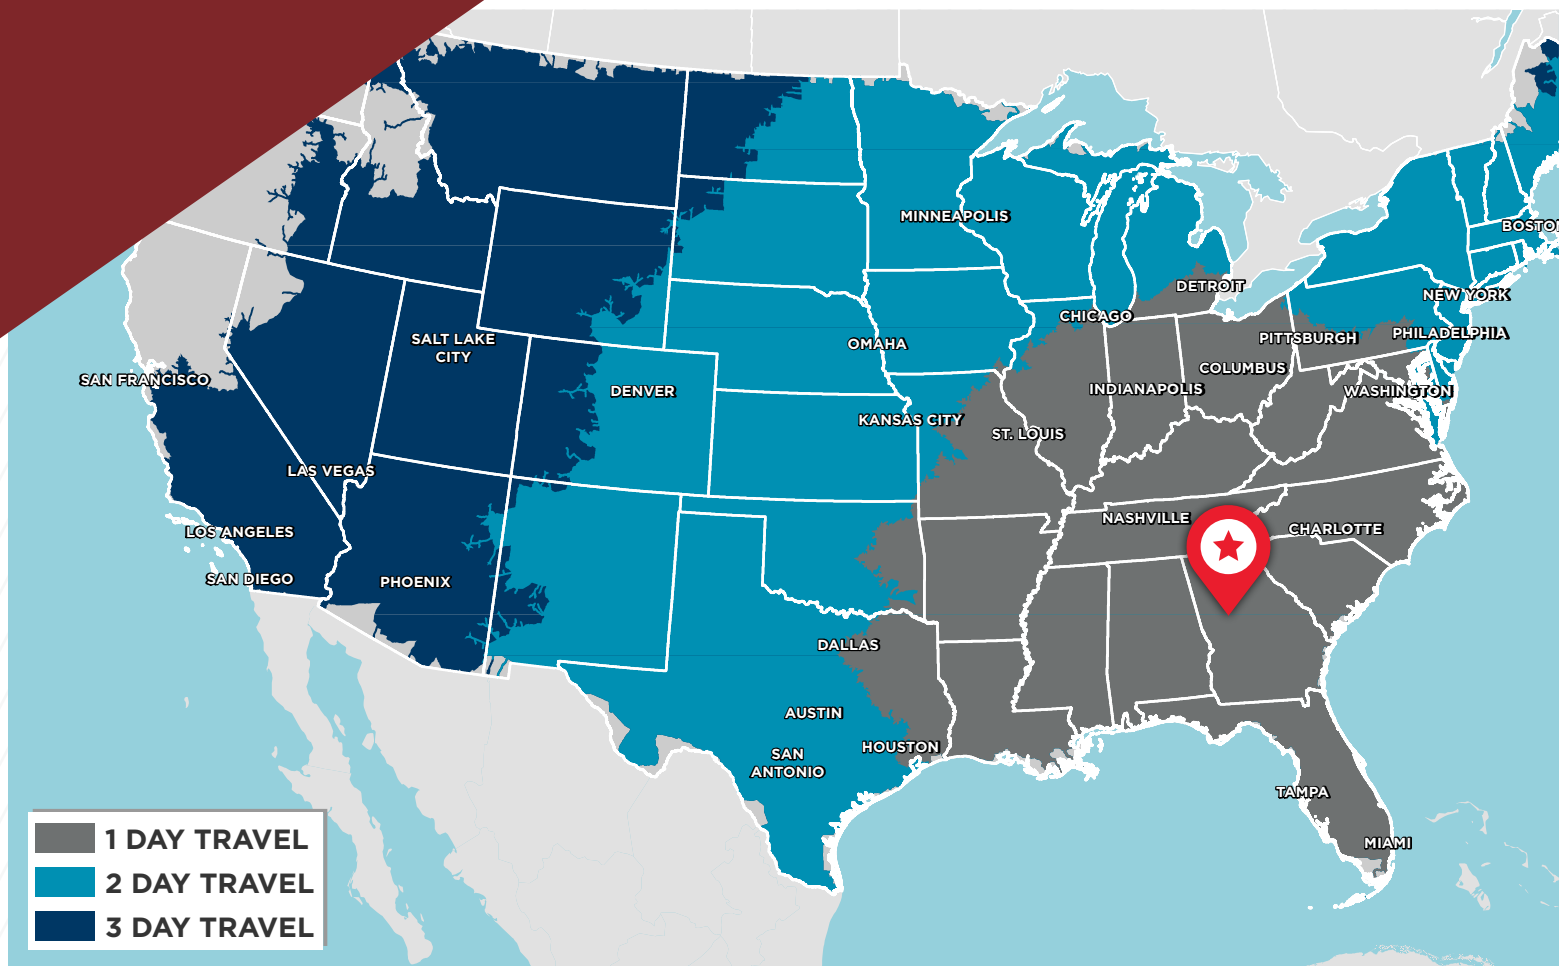 MINNEAPOLIS
BOSTO
DETROIT
NEW YORK
CHICAGO
PHILADELPHIA
SALT LAKE
CITY
OMAHA
PITTSBURGH
COLUMBUS
SAN FRANCISCO
DENVER
INDIANAPOLIS
WASHINGTON
KANSAS CITY
ST. LOUIS
LAS VEGAS
NASHVILLE
CHARLOTTE
LOS ANGELES
SAN DIEGO
PHOENIX
DALLAS
AUSTIN
HOUSTON
SAN
ANTONIO
TAMPA
MIAMI
1 DAY TRAVEL
2 DAY TRAVEL
3 DAY TRAVEL